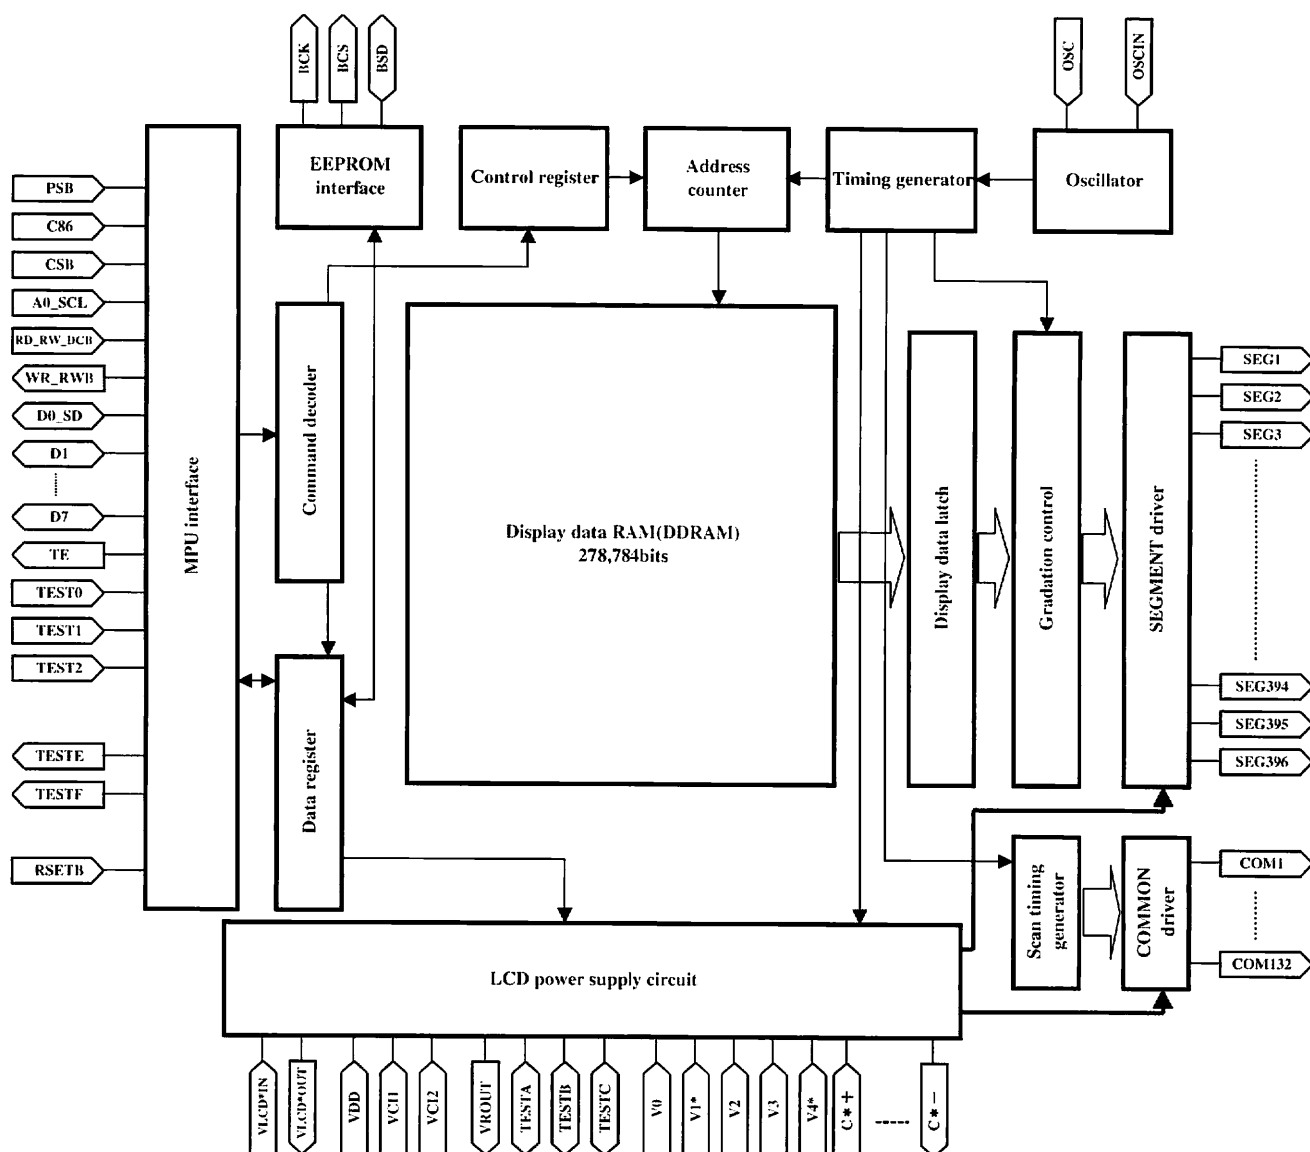 BCK
BCS
BSD
OSC
OSCIN
EEPROM
interface
Control register
Address
counter
Timing generator
Oscillator
PSB
C86
CSB
A0_SCL
RD_RW_DCB
WR_RWB
D0_SD
D1
D7
TE
TEST0
TEST1
TEST2
TESTE
TESTF
RSETB
MPU interface
Command decoder
Data register
Display data RAM(DDRAM)
278,784bits
Display data latch
Gradation control
SEGMENT driver
SEG1
SEG2
SEG3
SEG394
SEG395
SEG396
Scan timing
generator
COMMON
driver
COM1
COM132
LCD power supply circuit
VLCD*IN
VLCD*OUT
VDD
VCI1
VCI2
VROUT
TESTA
TESTB
TESTC
V0
V1*
V2
V3
V4*
C*+
C*−